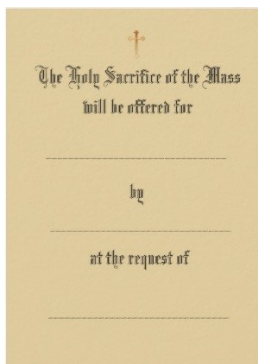 The Holy Sacrifice of the Mass
will be offered for
by
at the request of